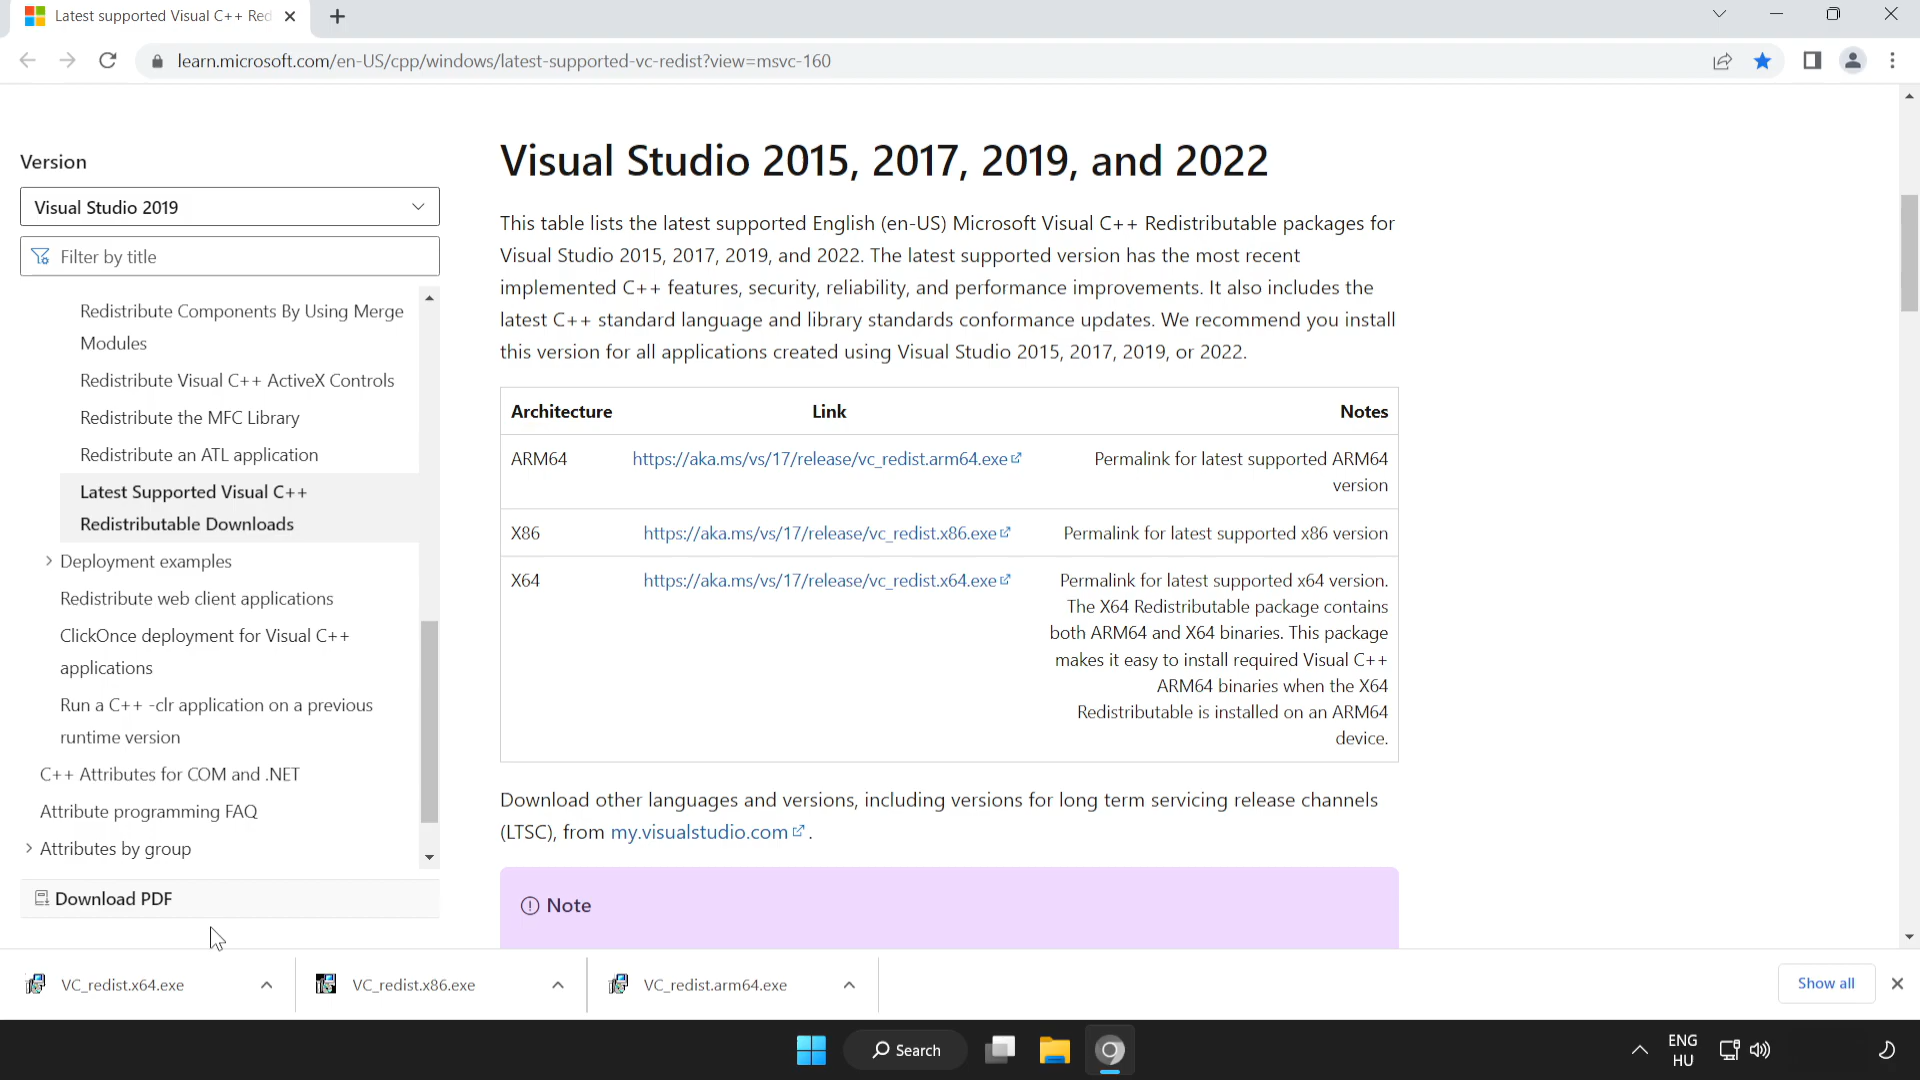 Latest supported Visual C++ Red
learn.microsoft.com/en-US/cpp/windows/latest-supported-vc-redist?view=msvc-160
Version
Visual Studio 2019
Filter by title
Redistribute Components By Using Merge
Modules
Redistribute Visual C++ ActiveX Controls
Redistribute the MFC Library
Redistribute an ATL application
Latest Supported Visual C++
Redistributable Downloads
Deployment examples
Redistribute web client applications
ClickOnce deployment for Visual C++
applications
Run a C++ -clr application on a previous
runtime version
C++ Attributes for COM and .NET
Attribute programming FAQ
Attributes by group
Download PDF
Visual Studio 2015, 2017, 2019, and 2022
This table lists the latest supported English (en-US) Microsoft Visual C++ Redistributable packages for
Visual Studio 2015, 2017, 2019, and 2022. The latest supported version has the most recent
implemented C++ features, security, reliability, and performance improvements. It also includes the
latest C++ standard language and library standards conformance updates. We recommend you install
this version for all applications created using Visual Studio 2015, 2017, 2019, or 2022.
Architecture Link Notes
ARM64 https://aka.ms/vs/17/release/vc_redist.arm64.exe Permalink for latest supported ARM64
version
X86 https://aka.ms/vs/17/release/vc_redist.x86.exe Permalink for latest supported x86 version
X64 https://aka.ms/vs/17/release/vc_redist.x64.exe Permalink for latest supported x64 version.
The X64 Redistributable package contains
both ARM64 and X64 binaries. This package
makes it easy to install required Visual C++
ARM64 binaries when the X64
Redistributable is installed on an ARM64
device.
Download other languages and versions, including versions for long term servicing release channels
(LTSC), from my.visualstudio.com .
Note
VC_redist.x64.exe VC_redist.x86.exe VC_redist.arm64.exe Show all
Search
ENG
HU